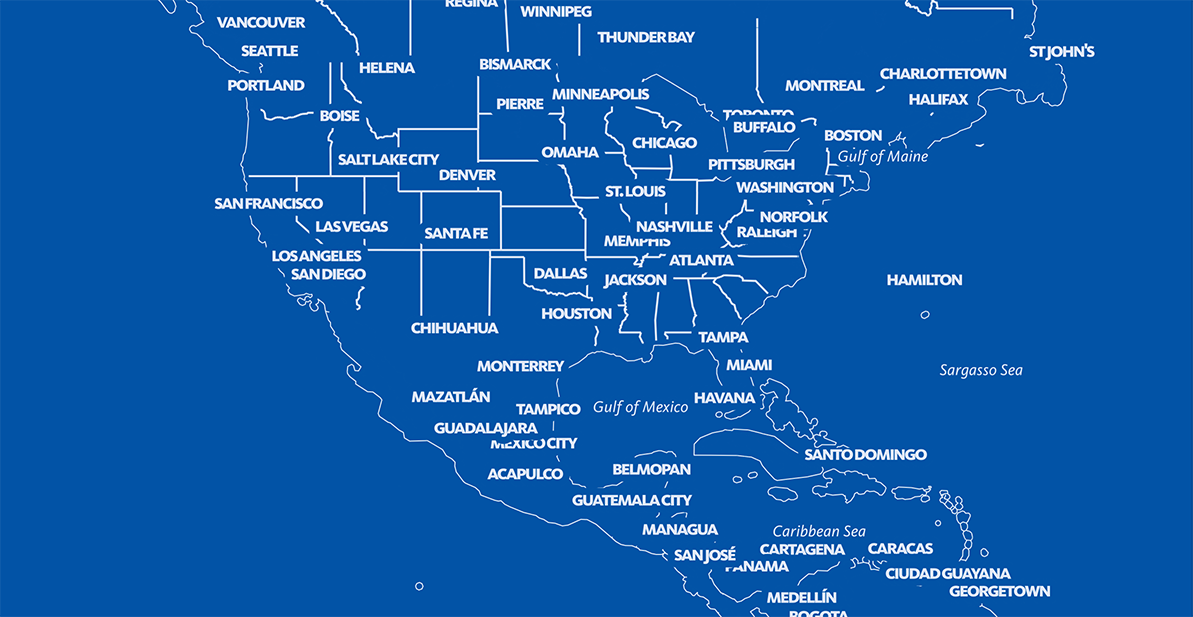 REGINA
WINNIPEG
VANCOUVER
THUNDER BAY
SEATTLE
ST JOHN'S
HELENA
BISMARCK
CHARLOTTETOWN
PORTLAND
MONTREAL
MINNEAPOLIS
HALIFAX
PIERRE
TORONTO
BOISE
BUFFALO
BOSTON
CHICAGO
OMAHA
Gulf of Maine
SALT LAKE CITY
PITTSBURGH
DENVER
ST. LOUIS
WASHINGTON
SAN FRANCISCO
NORFOLK
LAS VEGAS
NASHVILLE
SANTA FE
RALEIGH
MEMPHIS
LOS ANGELES
ATLANTA
SAN DIEGO
DALLAS
JACKSON
HAMILTON
HOUSTON
CHIHUAHUA
TAMPA
MONTERREY
MIAMI
Sargasso Sea
MAZATLÁN
HAVANA
TAMPICO
Gulf of Mexico
GUADALAJARA
MEXICO CITY
SANTO DOMINGO
ACAPULCO
BELMOPAN
GUATEMALA CITY
MANAGUA
Caribbean Sea
SAN JOSÉ
CARTAGENA
CARACAS
PANAMA
CIUDAD GUAYANA
GEORGETOWN
MEDELLÍN
BOGOTA